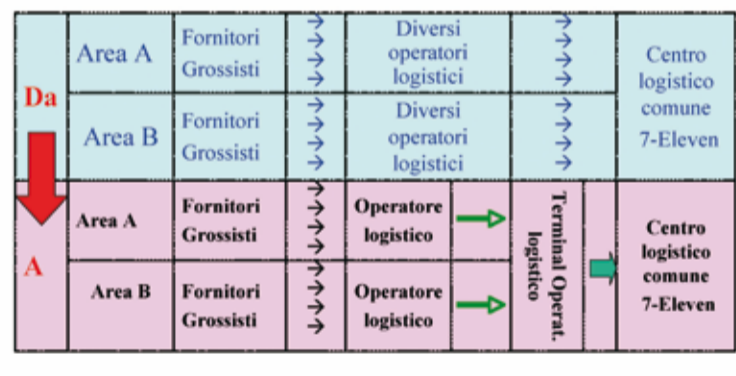 Da
Area A
Fornitori
Grossisti
Diversi
operatori
logistici
Centro
logistico
comune
7-Eleven
Area B
Fornitori
Grossisti
Diversi
operatori
logistici
A
Area A
Fornitori
Grossisti
Operatore
logistico
Terminal Operat.
logistico
Centro
logistico
comune
7-Eleven
Area B
Fornitori
Grossisti
Operatore
logistico